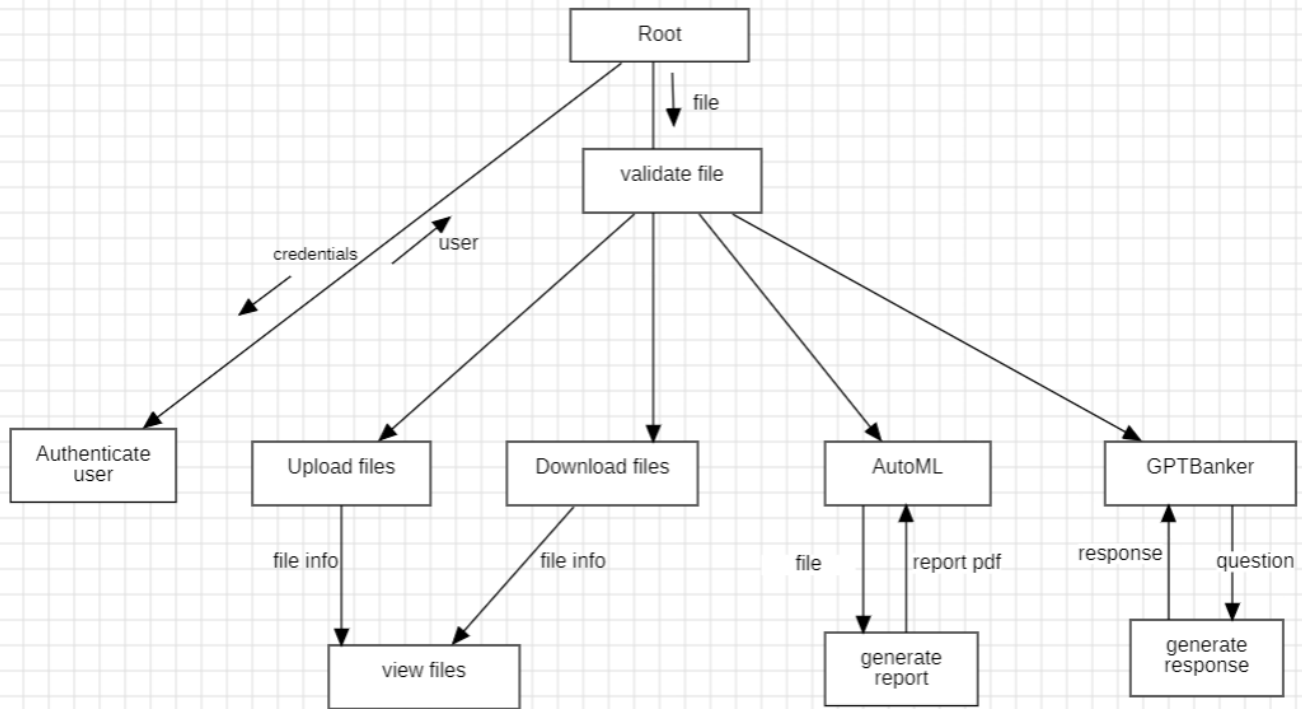 Root
file
validate file
user
credentials
Authenticate
user
Upload files
Download files
AutoML
GPTBanker
file info
file info
file
report pdf
response
question
view files
generate
report
generate
response